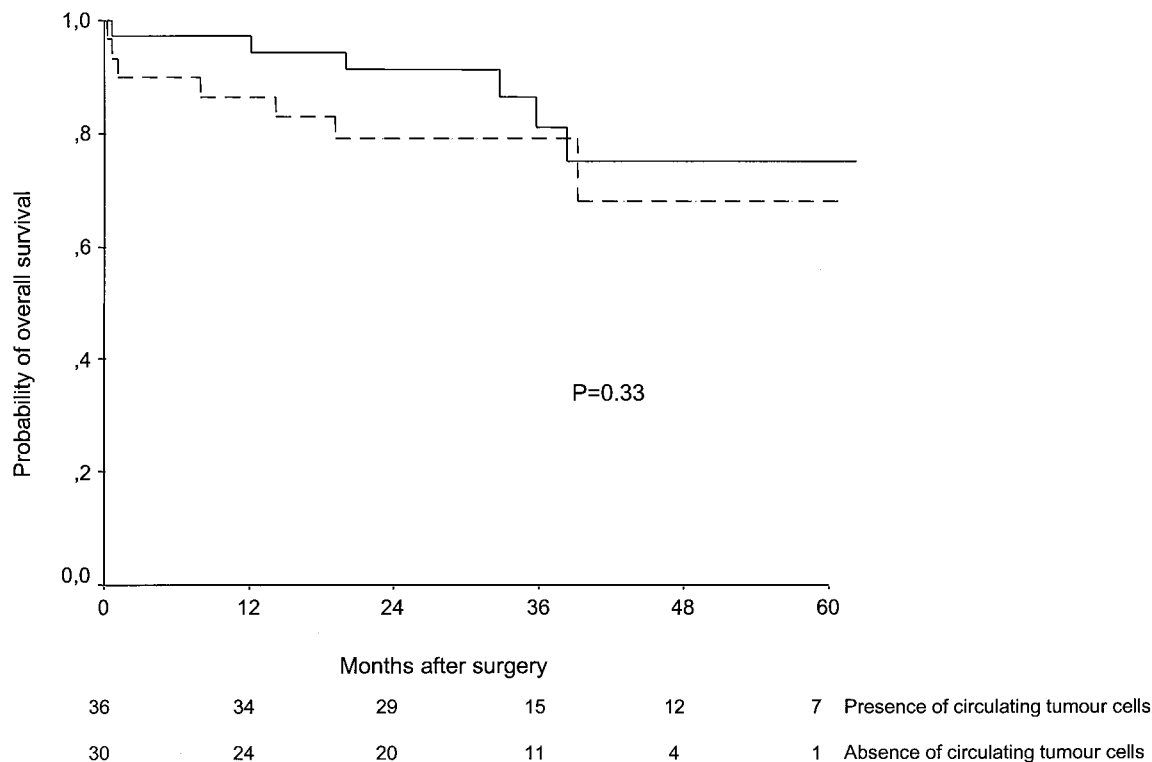 1,0
,8
,6
,4
,2
0,0
Probability of overall survival
P=0.33
0 12 24 36 48 60
Months after surgery
36 34 29 15 12 7 Presence of circulating tumour cells
30 24 20 11 4 1 Absence of circulating tumour cells